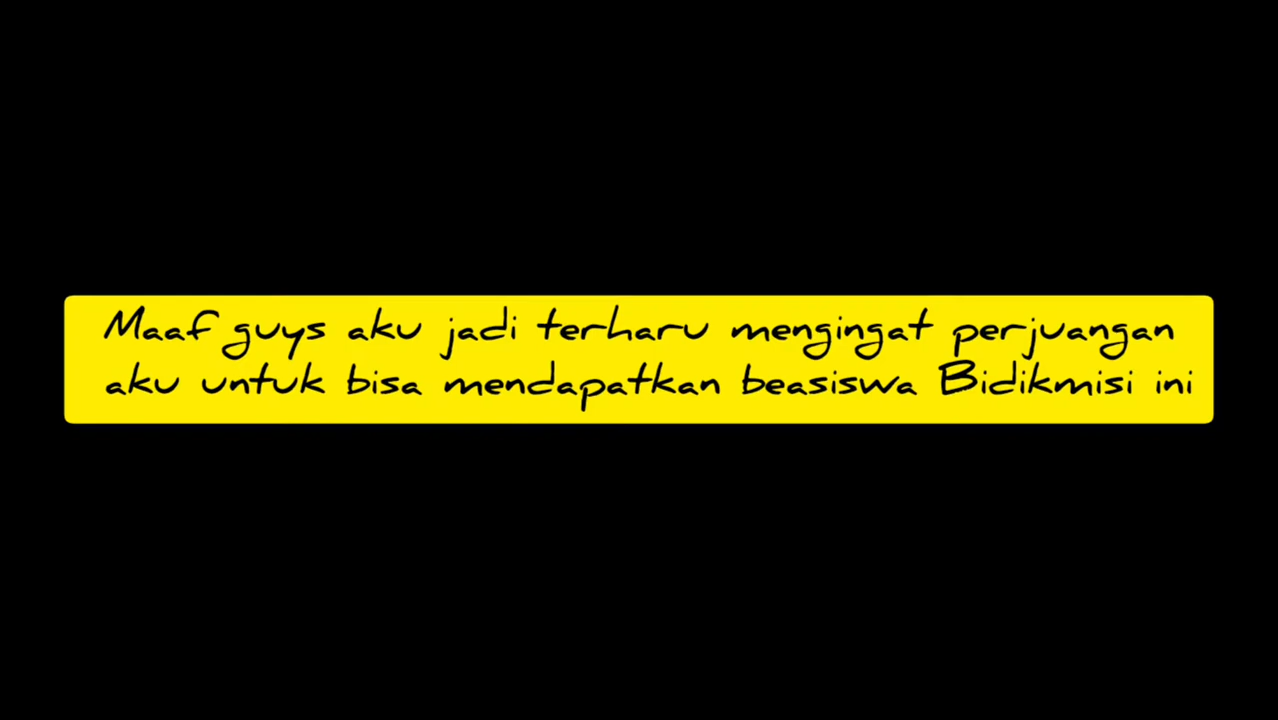 Maaf guys aku jadi terharu mengingat perjuangan
aku untuk bisa mendapatkan beasiswa Bidikmisi ini